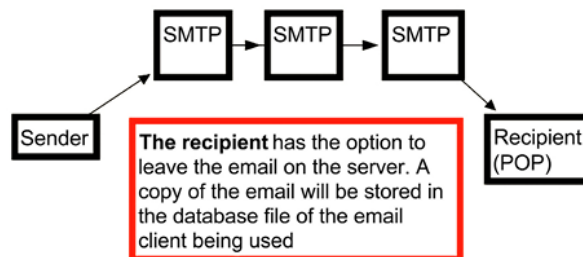 SMTP
SMTP
SMTP
Sender
The recipient has the option to
leave the email on the server. A
copy of the email will be stored in
the database file of the email
client being used
Recipient
(POP)